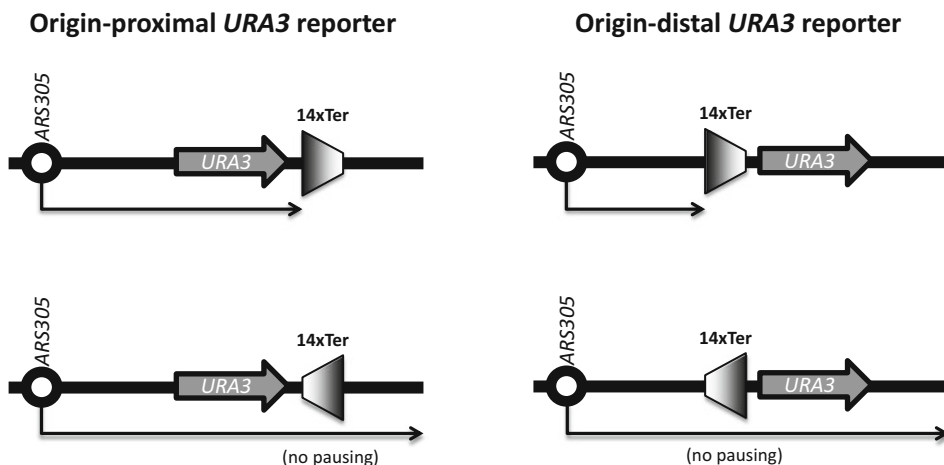 Origin-proximal URA3 reporter
ARS305
14xTer
URA3
ARS305
14xTer
URA3
(no pausing)
Origin-distal URA3 reporter
ARS305
14xTer
URA3
ARS305
14xTer
URA3
(no pausing)